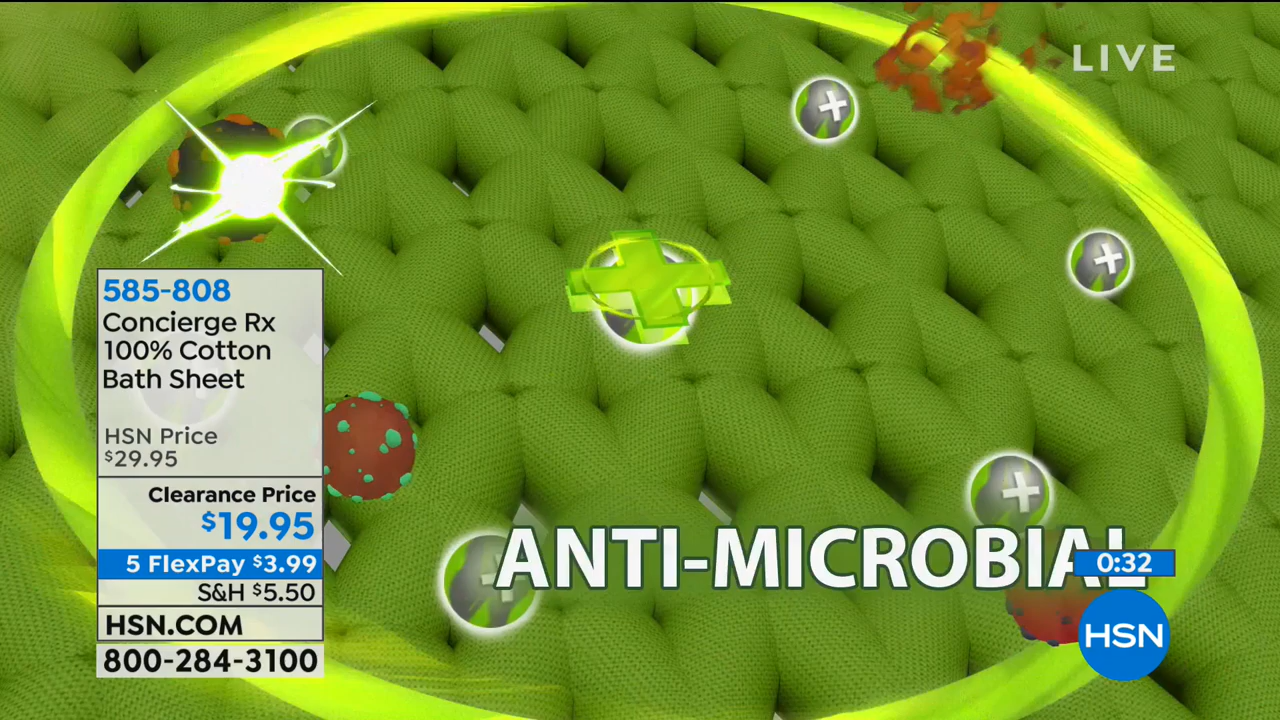 LIVE
585-808
Concierge Rx
100% Cotton
Bath Sheet
HSN Price
$29.95
Clearance Price
$19.95
5 FlexPay $3.99
S&H $5.50
HSN.COM
800-284-3100
ANTI-MICROBIAL
0:32
HSN